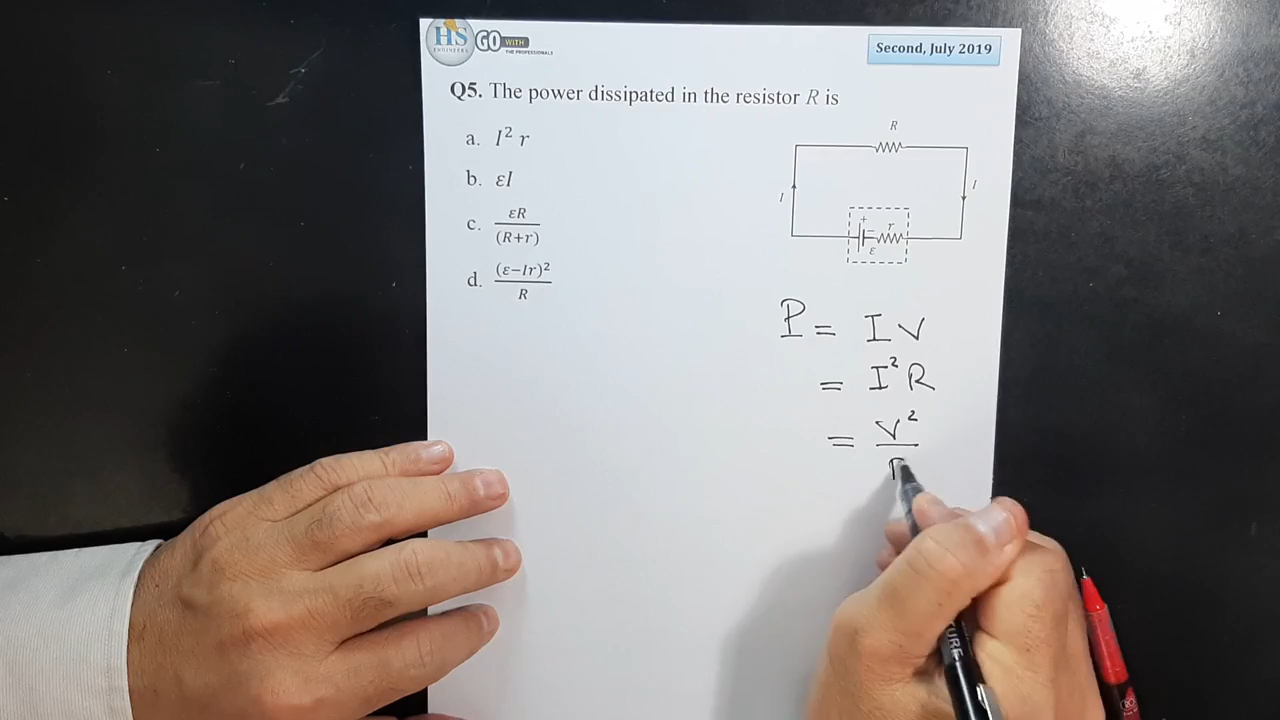 HS
ENGINEERS
GO WITH
THE PROFESSIONALS
Second, July 2019
Q5. The power dissipated in the resistor R is
a. I² r
b. εI
c. εR/(R+r)
d. (ε−Ir)²/R
R
I
I
+
−
r
ε
P = I V
= I² R
= V²/